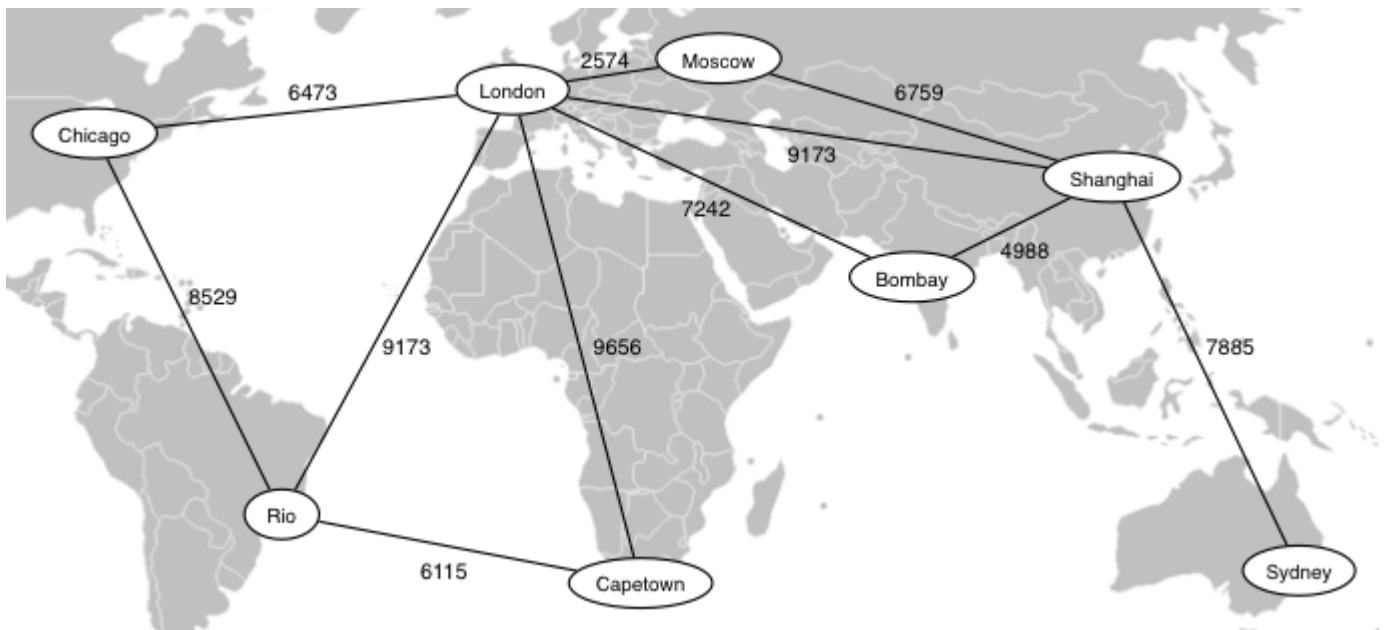 Moscow
2574
London
6473
6759
Chicago
9173
Shanghai
7242
4988
Bombay
8529
9173
9656
7885
Rio
6115
Capetown
Sydney